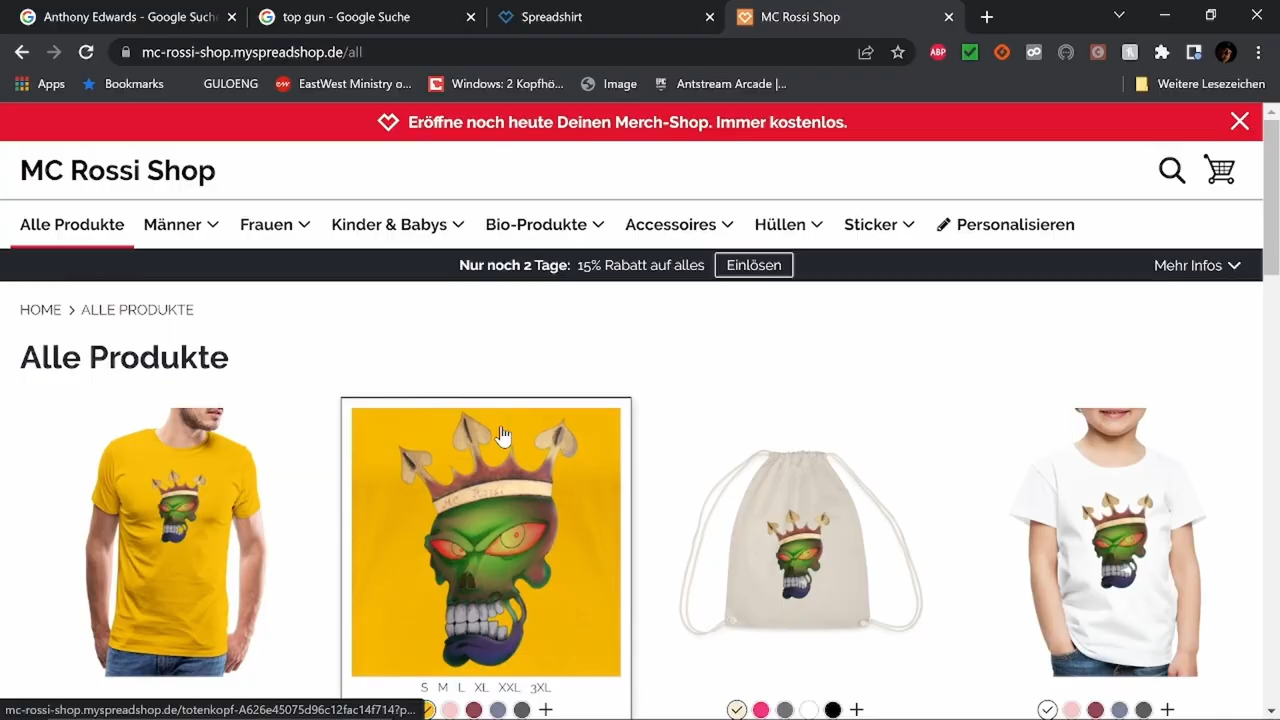 Anthony Edwards - Google Suche
top gun - Google Suche
Spreadshirt
MC Rossi Shop
mc-rossi-shop.myspreadshop.de/all
ABP
Apps
Bookmarks
GULOENG
EastWest Ministry o...
Windows: 2 Kopfhö...
Image
Antstream Arcade |...
Weitere Lesezeichen
Eröffne noch heute Deinen Merch-Shop. Immer kostenlos.
MC Rossi Shop
Alle Produkte
Männer
Frauen
Kinder & Babys
Bio-Produkte
Accessoires
Hüllen
Sticker
Personalisieren
Nur noch 2 Tage: 15% Rabatt auf alles
Einlösen
Mehr Infos
HOME > ALLE PRODUKTE
Alle Produkte
Mc Rossi
S M L XL XXL 3XL
mc-rossi-shop.myspreadshop.de/totenkopf-A626e45075d96c12fac14f714?p...